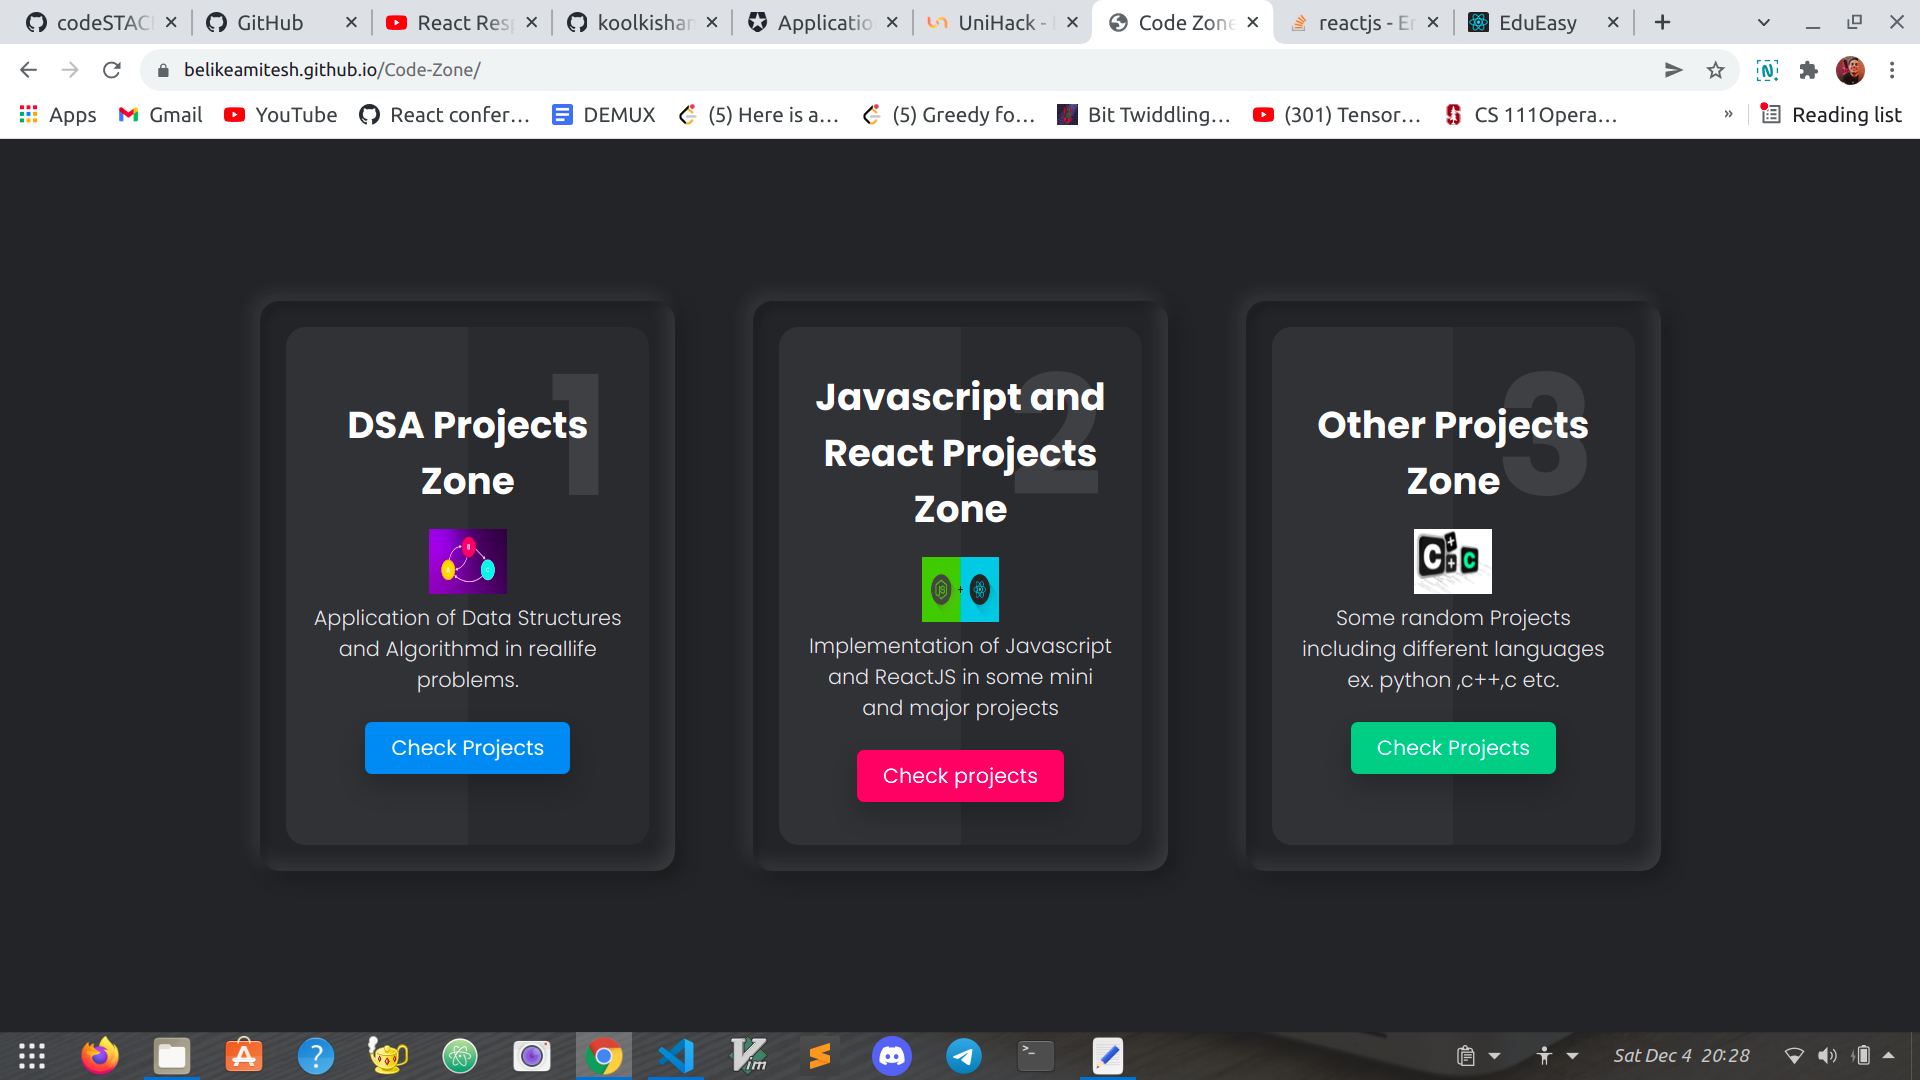 codeSTAC
GitHub
React Res
koolkishan
Applicatio
UniHack -
Code Zone
reactjs - Er
EduEasy
belikeamitesh.github.io/Code-Zone/
Apps
Gmail
YouTube
React confer...
DEMUX
(5) Here is a...
(5) Greedy fo...
Bit Twiddling...
(301) Tensor...
CS 111Opera...
»
Reading list
1
DSA Projects
Zone
Application of Data Structures
and Algorithmd in reallife
problems.
Check Projects
2
Javascript and
React Projects
Zone
JS +
Implementation of Javascript
and ReactJS in some mini
and major projects
Check projects
3
Other Projects
Zone
C++ C
Some random Projects
including different languages
ex. python ,c++,c etc.
Check Projects
Sat Dec 4 20:28